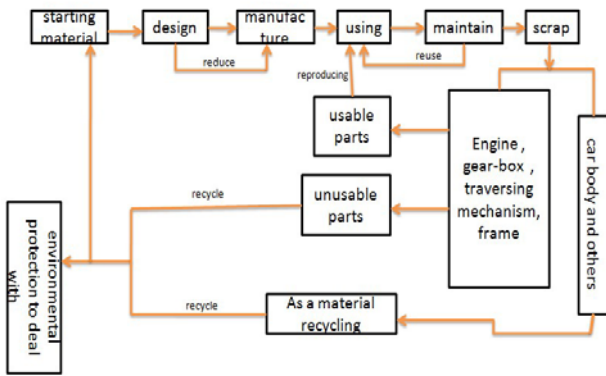 starting
material
design
manufac
ture
using
maintain
scrap
reduce
reuse
reproducing
usable
parts
Engine ,
gear-box ,
traversing
mechanism,
frame
car body and others
recycle
unusable
parts
environmental
protection to deal
with
recycle
As a material
recycling